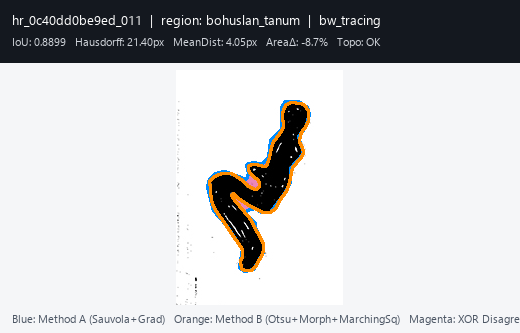 hr_0c40dd0be9ed_011 | region: bohuslan_tanum | bw_tracing
IoU: 0.8899 Hausdorff: 21.40px MeanDist: 4.05px AreaΔ: -8.7% Topo: OK
Blue: Method A (Sauvola+Grad) Orange: Method B (Otsu+Morph+MarchingSq) Magenta: XOR Disagre